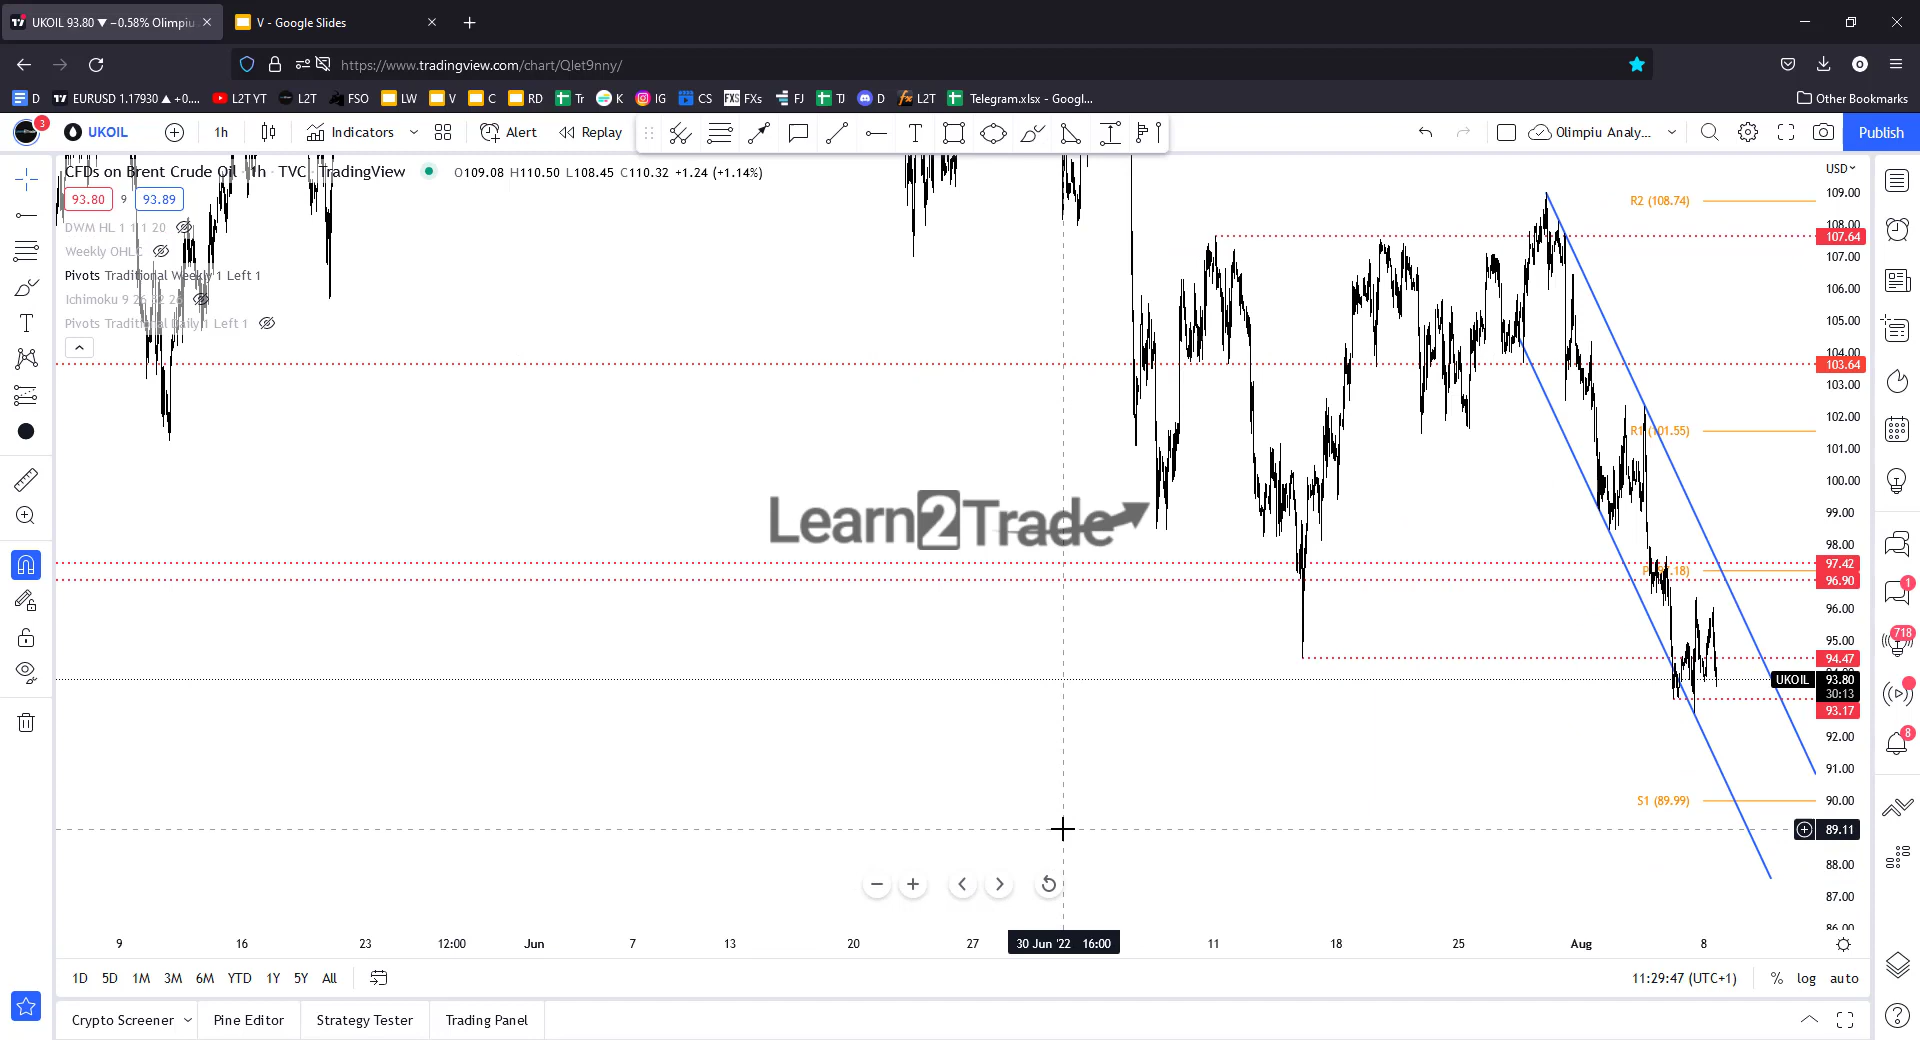 UKOIL 93.80 ▼ −0.58% Olimpiu
V - Google Slides
https://www.tradingview.com/chart/Qlet9nny/
D
EURUSD 1.17930 ▲ +0....
L2T YT
L2T
FSO
LW
V
C
RD
Tr
K
IG
CS
FXS FXs
FJ
TJ
D
L2T
Telegram.xlsx - Googl...
Other Bookmarks
3
UKOIL
1h
Indicators
Alert
Replay
Olimpiu Analy...
Publish
CFDs on Brent Crude Oil · 1h · TVC · TradingView
O109.08 H110.50 L108.45 C110.32 +1.24 (+1.14%)
93.80 9 93.89
DWM HL 1 1 1 20
Weekly OHLC
Pivots Traditional Weekly 1 Left 1
Ichimoku 9 26 52 26
Pivots Traditional Daily 1 Left 1
USD
109.00
R2 (108.74)
108.00
107.64
107.00
106.00
105.00
104.00
103.64
103.00
102.00
R1 (101.55)
101.00
100.00
99.00
Learn2Trade
98.00
97.42
96.90
96.00
95.00
94.47
UKOIL 93.80
30:13
93.17
92.00
91.00
S1 (89.99)
90.00
89.11
88.00
87.00
86.00
1
718
8
9 16 23 12:00 Jun 7 13 20 27 30 Jun '22 16:00 11 18 25 Aug 8
1D 5D 1M 3M 6M YTD 1Y 5Y All
11:29:47 (UTC+1) % log auto
Crypto Screener Pine Editor Strategy Tester Trading Panel